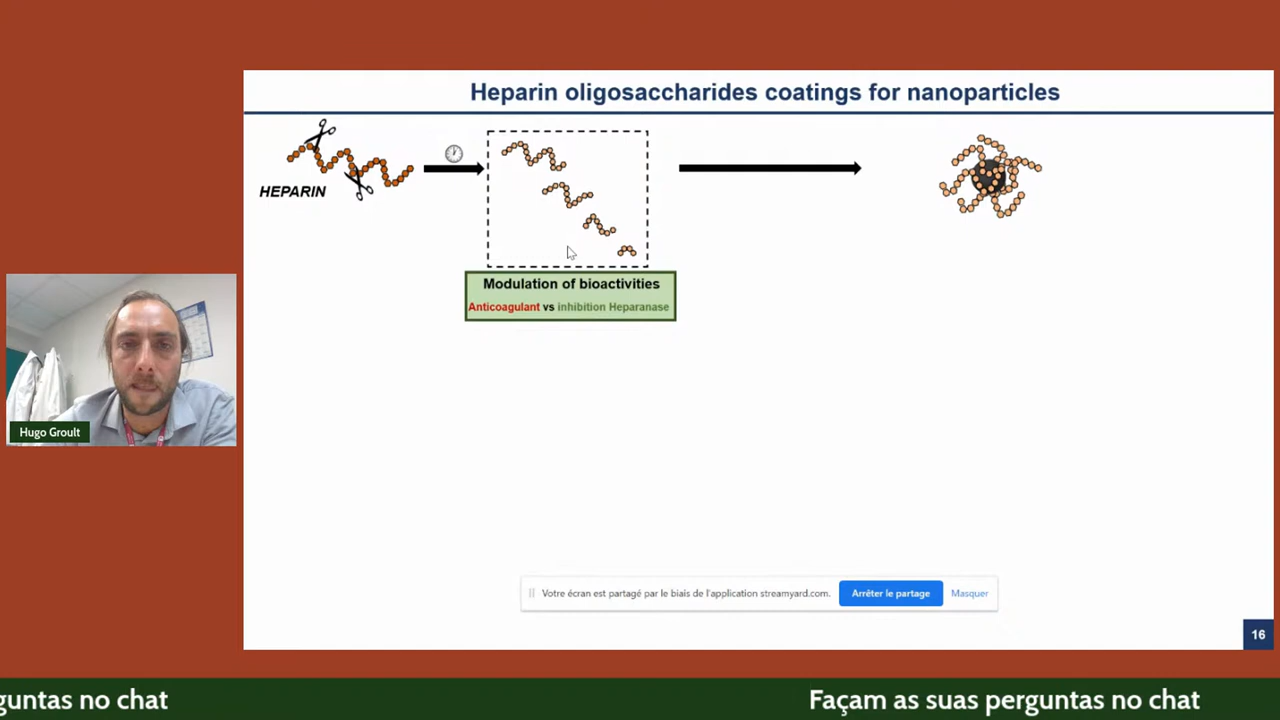 Heparin oligosaccharides coatings for nanoparticles
HEPARIN
Modulation of bioactivities
Anticoagulant vs inhibition Heparanase
Hugo Groult
Votre écran est partagé par le biais de l'application streamyard.com.
Arrêter le partage
Masquer
16
guntas no chat
Façam as suas perguntas no chat